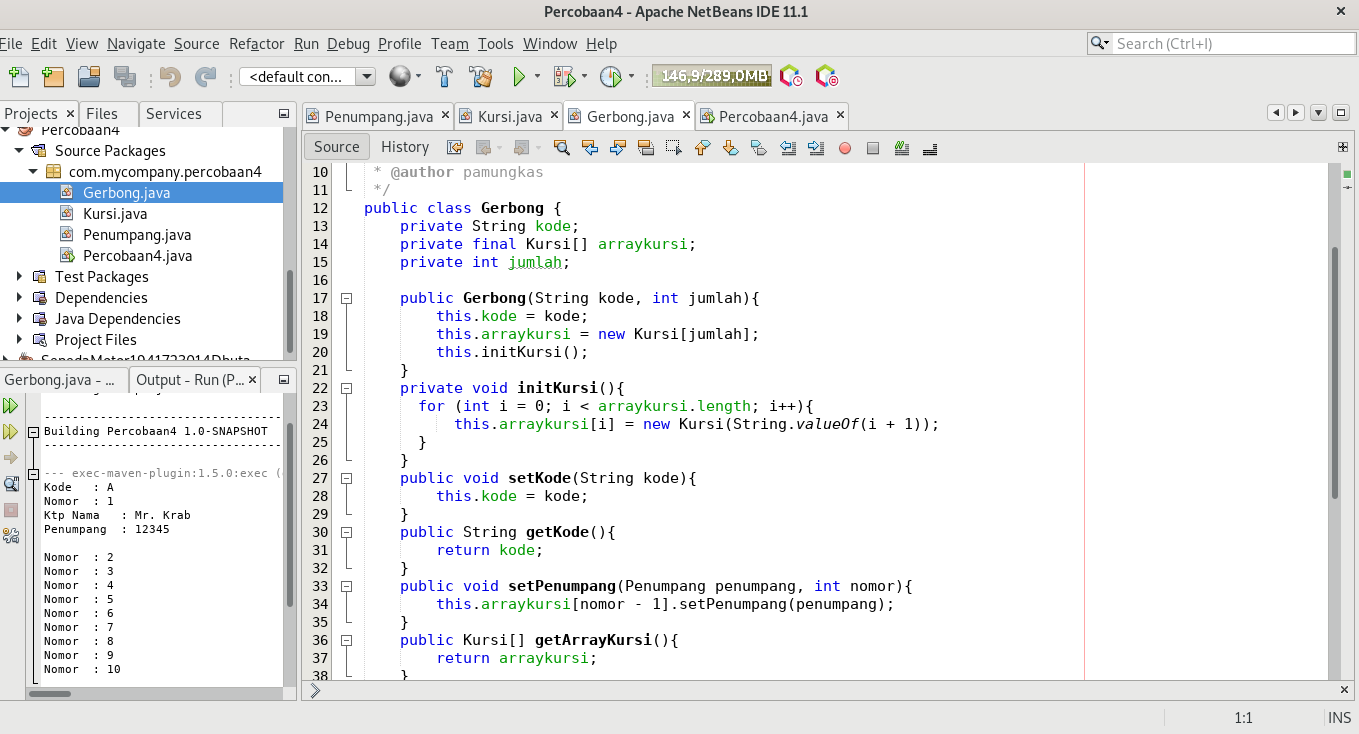 Percobaan4 - Apache NetBeans IDE 11.1
File Edit View Navigate Source Refactor Run Debug Profile Team Tools Window Help
Search (Ctrl+I)
<default con...
146,9/289,0MB
Projects Files Services
Percobaan4
Source Packages
com.mycompany.percobaan4
Gerbong.java
Kursi.java
Penumpang.java
Percobaan4.java
Test Packages
Dependencies
Java Dependencies
Project Files
Gerbong.java - ... Output - Run (P...
------------------------------------
Building Percobaan4 1.0-SNAPSHOT
------------------------------------
--- exec-maven-plugin:1.5.0:exec (
Kode   : A
Nomor  : 1
Ktp Nama   : Mr. Krab
Penumpang  : 12345
Nomor  : 2
Nomor  : 3
Nomor  : 4
Nomor  : 5
Nomor  : 6
Nomor  : 7
Nomor  : 8
Nomor  : 9
Nomor  : 10
Penumpang.java Kursi.java Gerbong.java Percobaan4.java
Source History
10  * @author pamungkas
11  */
12 public class Gerbong {
13     private String kode;
14     private final Kursi[] arraykursi;
15     private int jumlah;
16
17     public Gerbong(String kode, int jumlah){
18         this.kode = kode;
19         this.arraykursi = new Kursi[jumlah];
20         this.initKursi();
21     }
22     private void initKursi(){
23       for (int i = 0; i < arraykursi.length; i++){
24           this.arraykursi[i] = new Kursi(String.valueOf(i + 1));
25       }
26     }
27     public void setKode(String kode){
28         this.kode = kode;
29     }
30     public String getKode(){
31         return kode;
32     }
33     public void setPenumpang(Penumpang penumpang, int nomor){
34         this.arraykursi[nomor - 1].setPenumpang(penumpang);
35     }
36     public Kursi[] getArrayKursi(){
37         return arraykursi;
38     }
1:1 INS